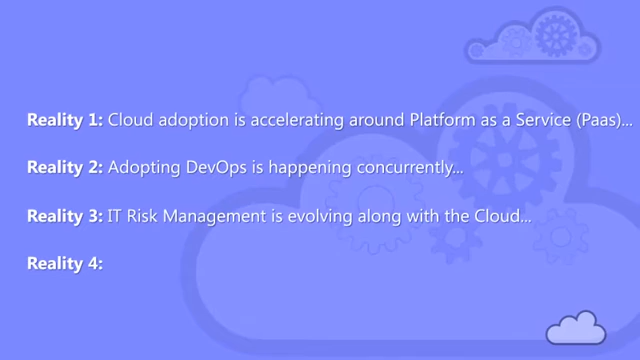 Reality 1: Cloud adoption is accelerating around Platform as a Service (Paas)...
Reality 2: Adopting DevOps is happening concurrently...
Reality 3: IT Risk Management is evolving along with the Cloud...
Reality 4: